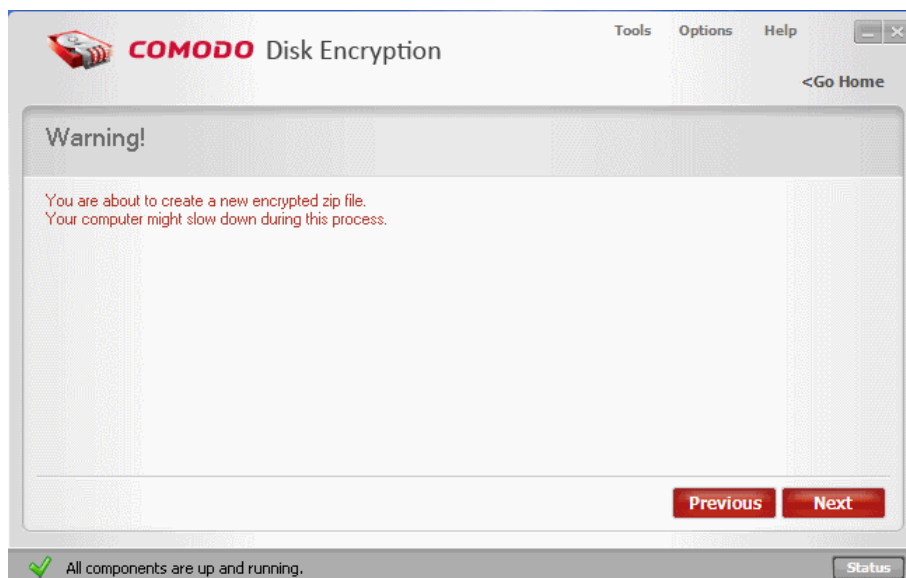 COMODO Disk Encryption
Tools Options Help
<Go Home
Warning!
You are about to create a new encrypted zip file.
Your computer might slow down during this process.
Previous Next
All components are up and running.
Status